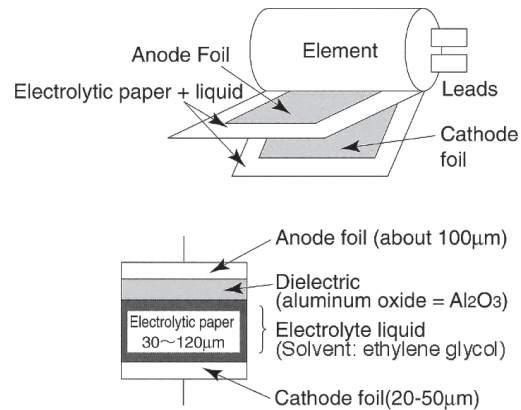 Anode Foil
Element
Electrolytic paper + liquid
Leads
Cathode
foil
Anode foil (about 100μm)
Dielectric
(aluminum oxide = Al2O3)
Electrolytic paper
30～120μm
Electrolyte liquid
(Solvent: ethylene glycol)
Cathode foil(20-50μm)